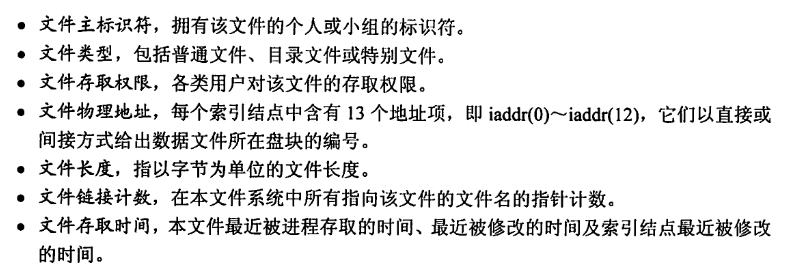 ● 文件主标识符，拥有该文件的个人或小组的标识符。
● 文件类型，包括普通文件、目录文件或特别文件。
● 文件存取权限，各类用户对该文件的存取权限。
● 文件物理地址，每个索引结点中含有 13 个地址项，即 iaddr(0)～iaddr(12)，它们以直接或
间接方式给出数据文件所在盘块的编号。
● 文件长度，指以字节为单位的文件长度。
● 文件链接计数，在本文件系统中所有指向该文件的文件名的指针计数。
● 文件存取时间，本文件最近被进程存取的时间、最近被修改的时间及索引结点最近被修改
的时间。